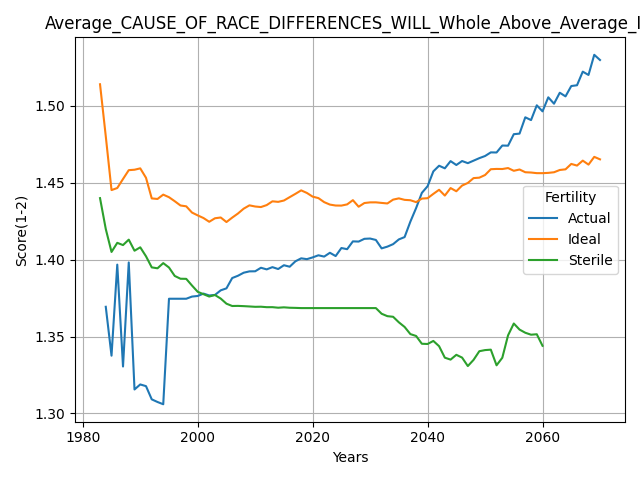 Average_CAUSE_OF_RACE_DIFFERENCES_WILL_Whole_Above_Average_I
1.50
1.45
1.40
1.35
1.30
Score(1-2)
Fertility
Actual
Ideal
Sterile
1980 2000 2020 2040 2060
Years